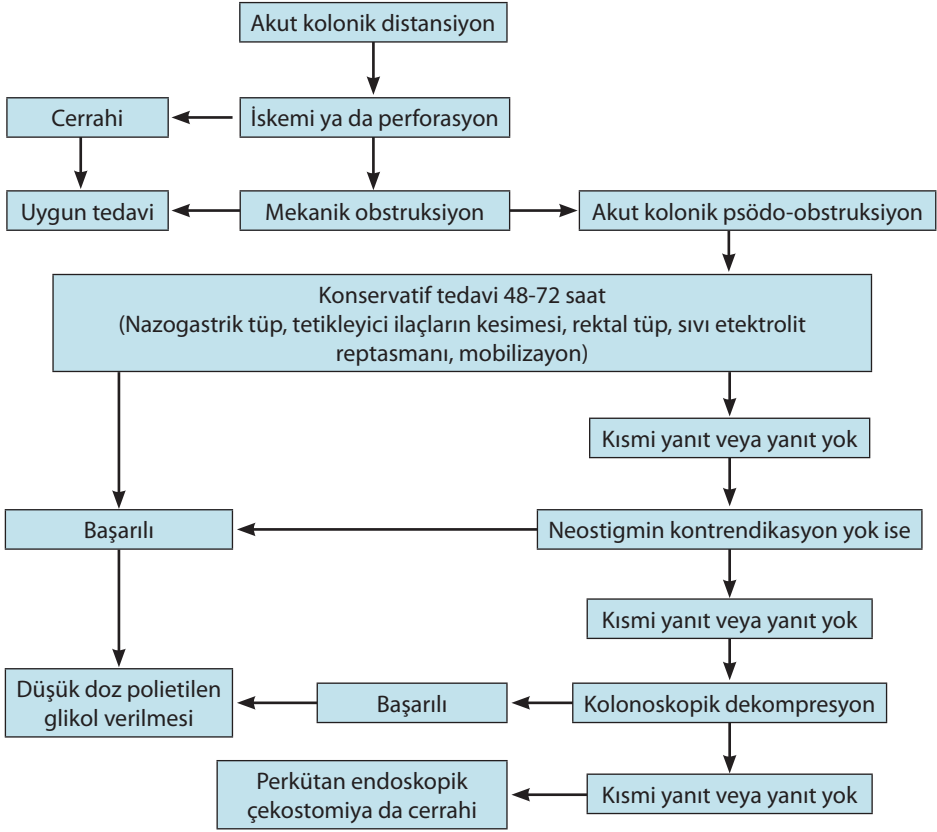 Akut kolonik distansiyon
Cerrahi
İskemi ya da perforasyon
Uygun tedavi
Mekanik obstruksiyon
Akut kolonik psödo-obstruksiyon
Konservatif tedavi 48-72 saat
(Nazogastrik tüp, tetikleyici ilaçların kesimesi, rektal tüp, sıvı etektrolit
reptasmanı, mobilizayon)
Kısmi yanıt veya yanıt yok
Başarılı
Neostigmin kontrendikasyon yok ise
Kısmi yanıt veya yanıt yok
Düşük doz polietilen
glikol verilmesi
Başarılı
Kolonoskopik dekompresyon
Perkütan endoskopik
çekostomiya da cerrahi
Kısmi yanıt veya yanıt yok